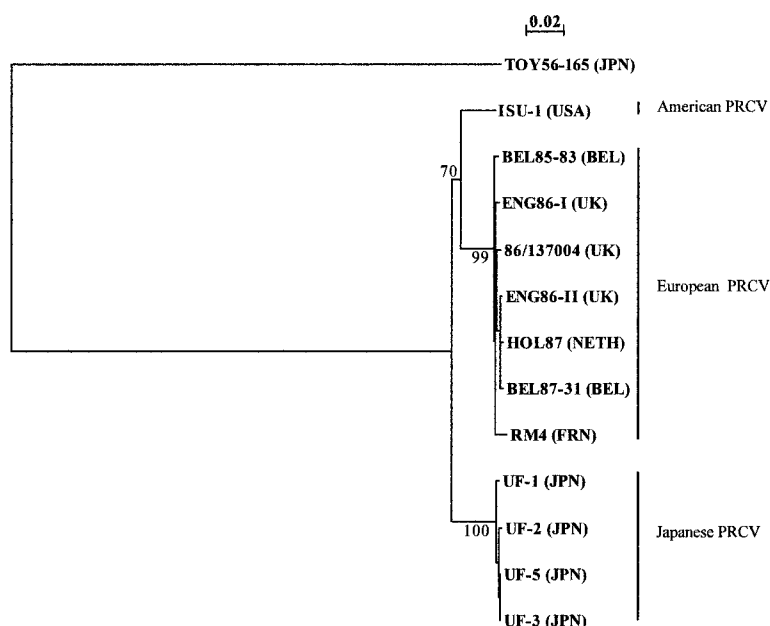 0.02
TOY56-165 (JPN)
ISU-1 (USA)
American PRCV
BEL85-83 (BEL)
70
ENG86-I (UK)
86/137004 (UK)
99
ENG86-II (UK)
European PRCV
HOL87 (NETH)
BEL87-31 (BEL)
RM4 (FRN)
UF-1 (JPN)
100
UF-2 (JPN)
Japanese PRCV
UF-5 (JPN)
UF-3 (JPN)